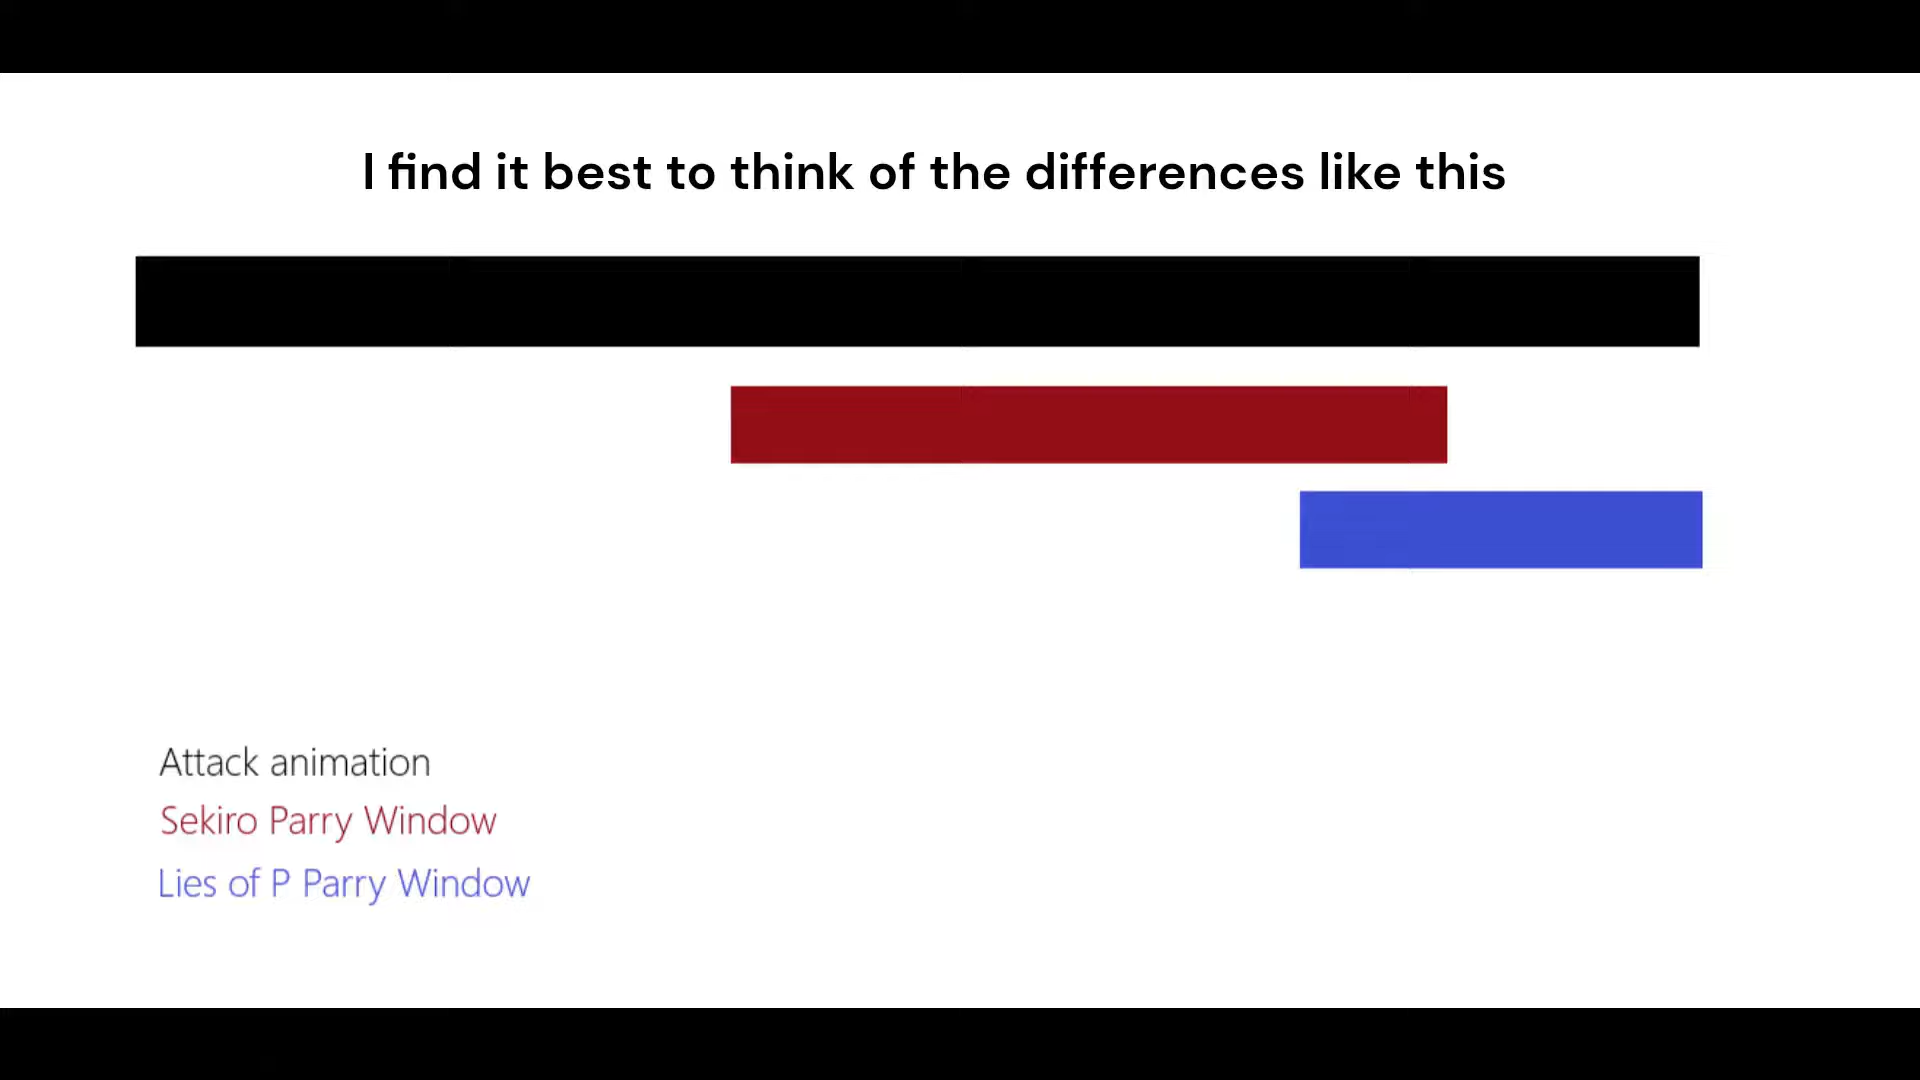 I find it best to think of the differences like this
Attack animation
Sekiro Parry Window
Lies of P Parry Window